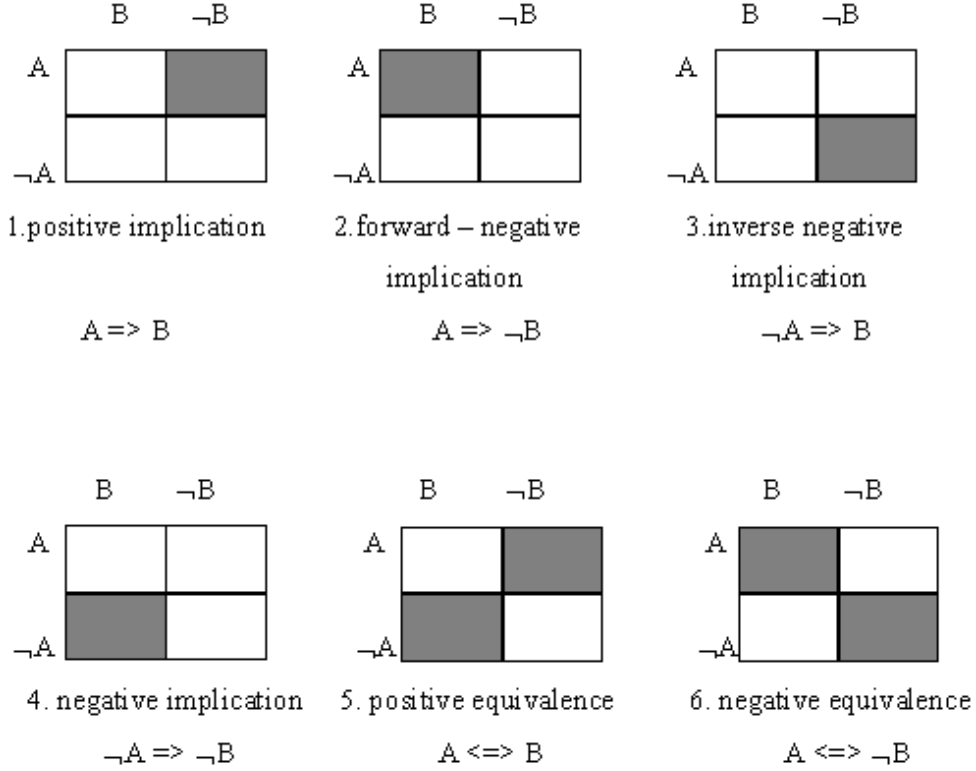 B ¬B
A
¬A
1.positive implication
A => B
B ¬B
A
¬A
2.forward – negative
implication
A => ¬B
B ¬B
A
¬A
3.inverse negative
implication
¬A => B
B ¬B
A
¬A
4. negative implication
¬A => ¬B
B ¬B
A
¬A
5. positive equivalence
A <=> B
B ¬B
A
¬A
6. negative equivalence
A <=> ¬B